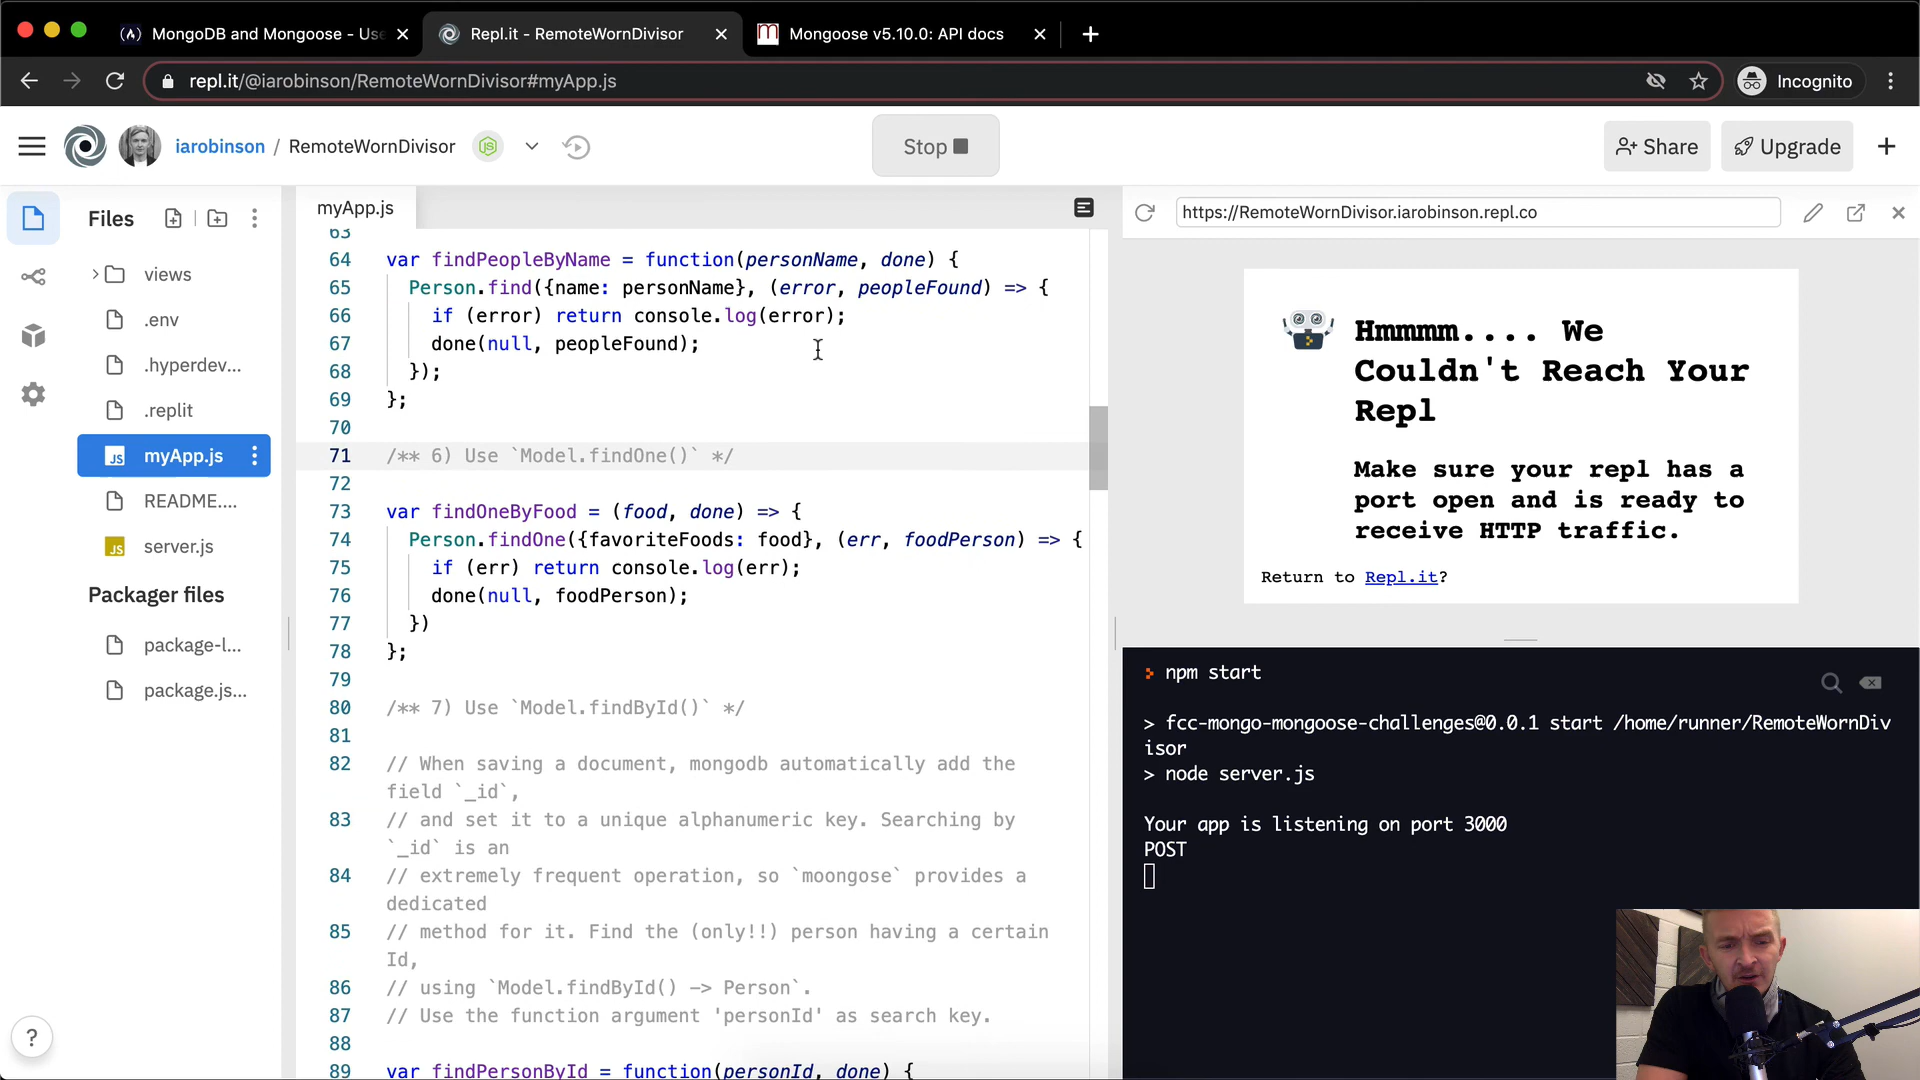 MongoDB and Mongoose - Use
Repl.it - RemoteWornDivisor
Mongoose v5.10.0: API docs
repl.it/@iarobinson/RemoteWornDivisor#myApp.js
Incognito
iarobinson / RemoteWornDivisor
Stop
Share
Upgrade
Files
views
.env
.hyperdev...
.replit
myApp.js
README....
server.js
Packager files
package-l...
package.js...
?
myApp.js
63
64 var findPeopleByName = function(personName, done) {
65 Person.find({name: personName}, (error, peopleFound) => {
66 if (error) return console.log(error);
67 done(null, peopleFound);
68 });
69 };
70
71 /** 6) Use `Model.findOne()` */
72
73 var findOneByFood = (food, done) => {
74 Person.findOne({favoriteFoods: food}, (err, foodPerson) => {
75 if (err) return console.log(err);
76 done(null, foodPerson);
77 })
78 };
79
80 /** 7) Use `Model.findById()` */
81
82 // When saving a document, mongodb automatically add the
field `_id`,
83 // and set it to a unique alphanumeric key. Searching by
`_id` is an
84 // extremely frequent operation, so `moongose` provides a
dedicated
85 // method for it. Find the (only!!) person having a certain
Id,
86 // using `Model.findById() -> Person`.
87 // Use the function argument 'personId' as search key.
88
89 var findPersonById = function(personId, done) {
https://RemoteWornDivisor.iarobinson.repl.co
Hmmmm.... We
Couldn't Reach Your
Repl
Make sure your repl has a
port open and is ready to
receive HTTP traffic.
Return to Repl.it?
npm start
> fcc-mongo-mongoose-challenges@0.0.1 start /home/runner/RemoteWornDiv
isor
> node server.js
Your app is listening on port 3000
POST